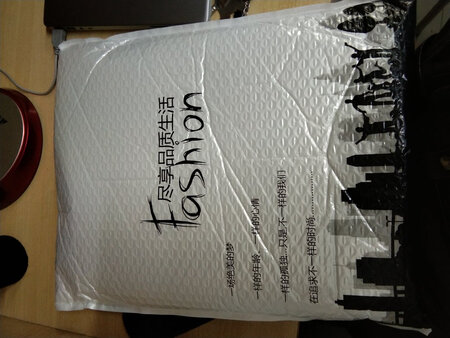 尽享品质生活
Fashion
一场绝美的梦
一样的年龄、一样的心情
一样的孤独...只是不一样的我们
在追求不一样的时尚..................